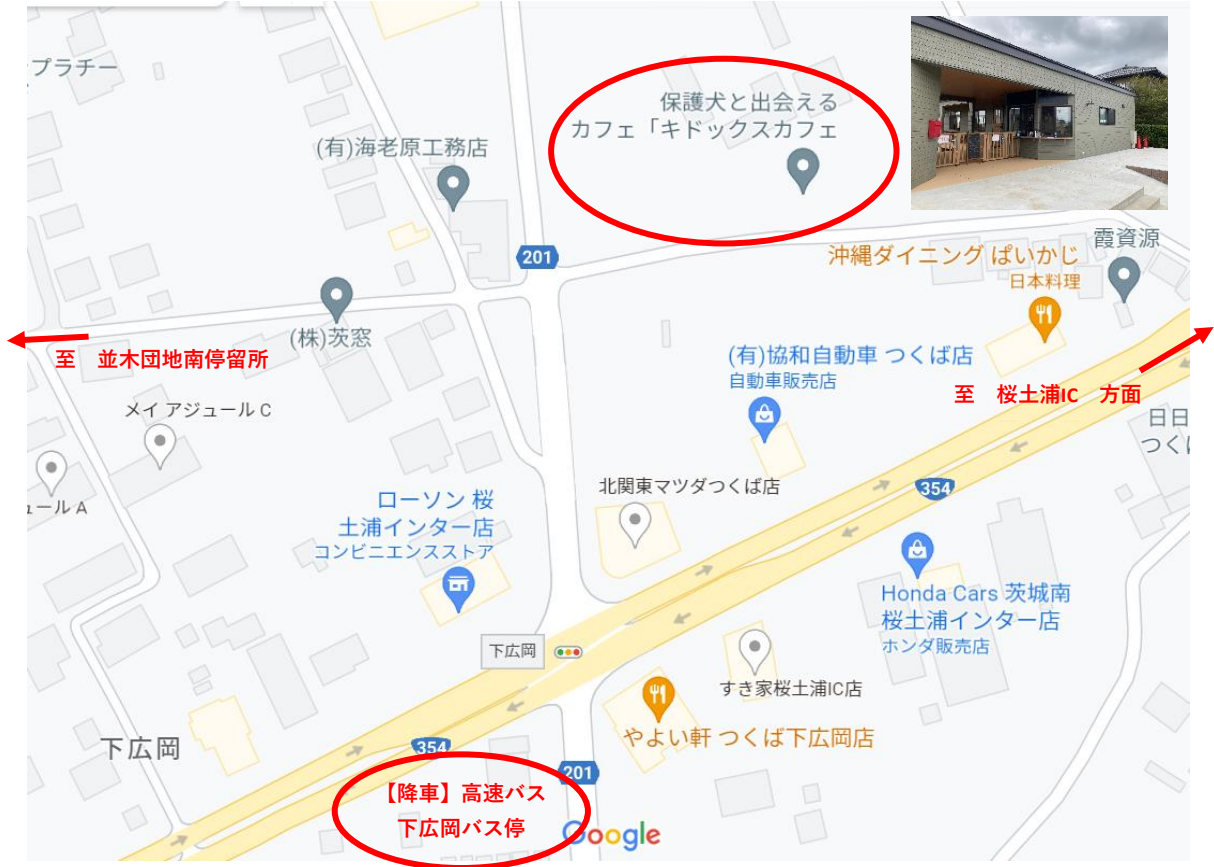 プラチー
保護犬と出会える
カフェ「キドックスカフェ
(有)海老原工務店
201
沖縄ダイニング ぱいかじ
日本料理
霞資源
(株)茨窓
至 並木団地南停留所
(有)協和自動車 つくば店
自動車販売店
至 桜土浦IC 方面
メイ アジュール C
日日
つく
ュール A
北関東マツダつくば店
354
ローソン 桜
土浦インター店
コンビニエンスストア
Honda Cars 茨城南
桜土浦インター店
ホンダ販売店
下広岡
すき家桜土浦IC店
やよい軒 つくば下広岡店
下広岡
354
201
【降車】高速バス
下広岡バス停
Google